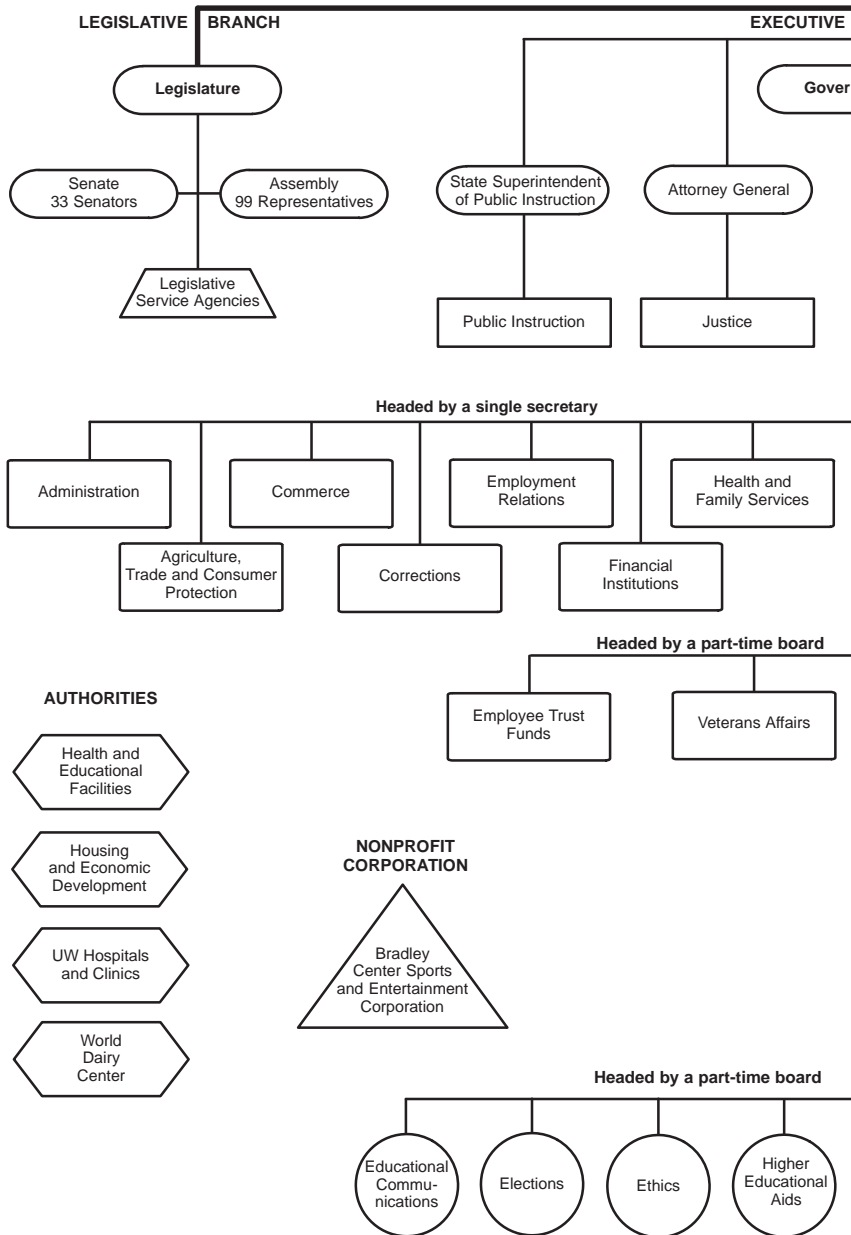 LEGISLATIVE BRANCH
EXECUTIVE
Legislature
Gover
Senate
33 Senators
Assembly
99 Representatives
State Superintendent
of Public Instruction
Attorney General
Legislative
Service Agencies
Public Instruction
Justice
Headed by a single secretary
Administration
Commerce
Employment
Relations
Health and
Family Services
Agriculture,
Trade and Consumer
Protection
Corrections
Financial
Institutions
Headed by a part-time board
Employee Trust
Funds
Veterans Affairs
AUTHORITIES
Health and
Educational
Facilities
Housing
and Economic
Development
UW Hospitals
and Clinics
World
Dairy
Center
NONPROFIT
CORPORATION
Bradley
Center Sports
and Entertainment
Corporation
Headed by a part-time board
Educational
Commu-
nications
Elections
Ethics
Higher
Educational
Aids